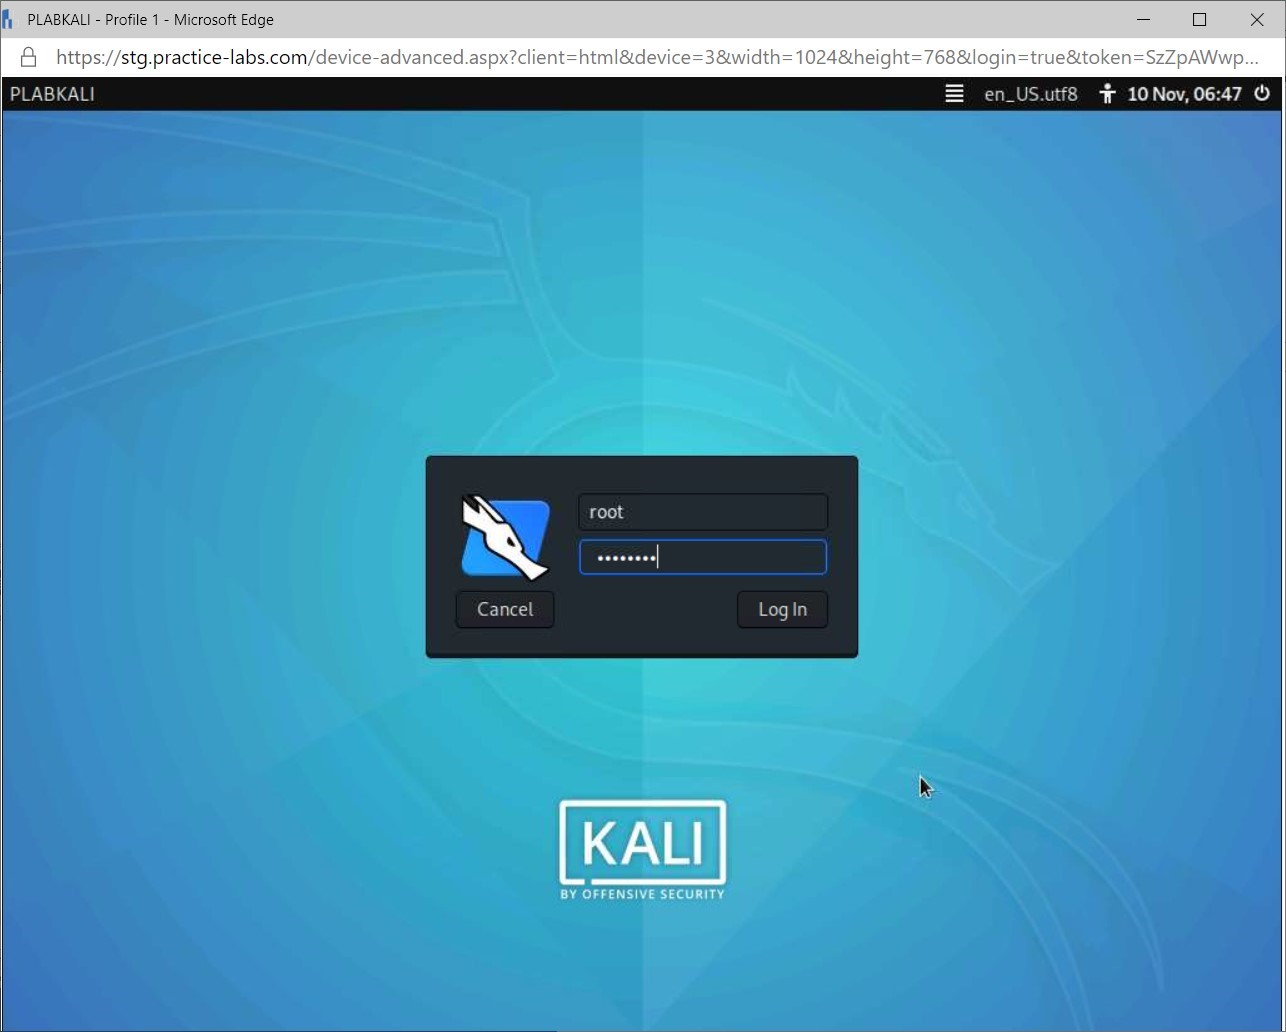 PLABKALI - Profile 1 - Microsoft Edge
https://stg.practice-labs.com/device-advanced.aspx?client=html&device=3&width=1024&height=768&login=true&token=SzZpAWwp...
PLABKALI en_US.utf8 10 Nov, 06:47
root
••••••••
Cancel Log In
KALI
BY OFFENSIVE SECURITY